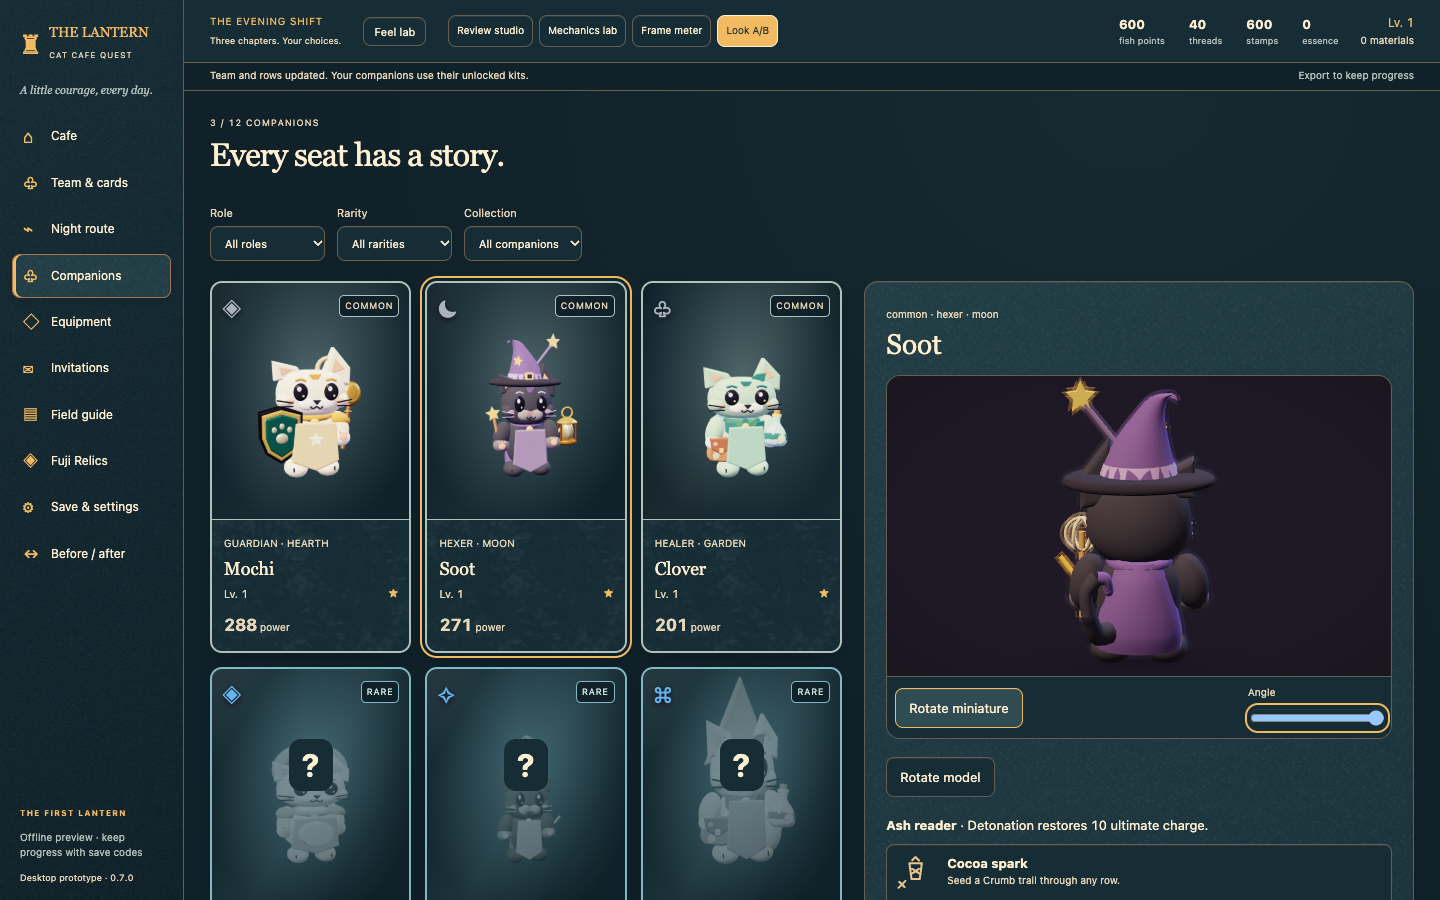 THE LANTERN
CAT CAFE QUEST
A little courage, every day.
Cafe
Team & cards
Night route
Companions
Equipment
Invitations
Field guide
Fuji Relics
Save & settings
Before / after
THE FIRST LANTERN
Offline preview · keep
progress with save codes
Desktop prototype · 0.7.0
THE EVENING SHIFT
Three chapters. Your choices.
Feel lab
Review studio
Mechanics lab
Frame meter
Look A/B
600
fish points
40
threads
600
stamps
0
essence
Lv. 1
0 materials
Team and rows updated. Your companions use their unlocked kits.
Export to keep progress
3 / 12 COMPANIONS
Every seat has a story.
Role
Rarity
Collection
All roles
All rarities
All companions
COMMON
GUARDIAN · HEARTH
Mochi
Lv. 1
288 power
COMMON
HEXER · MOON
Soot
Lv. 1
271 power
COMMON
HEALER · GARDEN
Clover
Lv. 1
201 power
RARE
?
RARE
?
RARE
?
common · hexer · moon
Soot
Rotate miniature
Angle
Rotate model
Ash reader · Detonation restores 10 ultimate charge.
Cocoa spark
Seed a Crumb trail through any row.